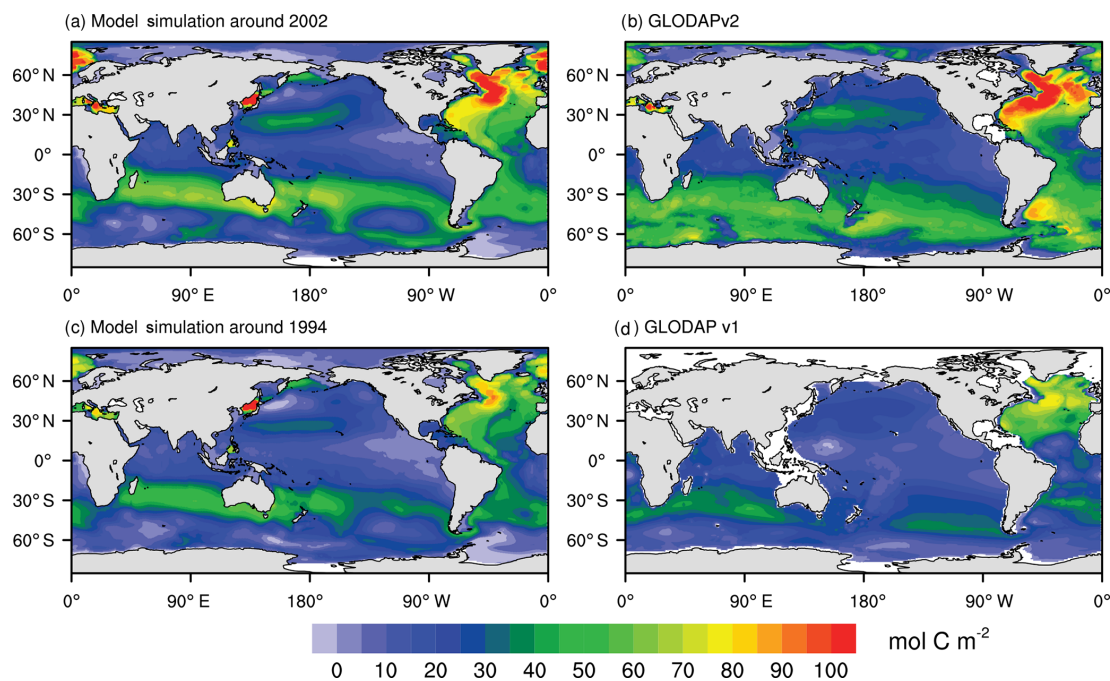 (a) Model simulation around 2002
(b) GLODAPv2
60° N
30° N
0°
30° S
60° S
0°
90° E
180°
90° W
0°
60° N
30° N
0°
30° S
60° S
0°
90° E
180°
90° W
0°
(c) Model simulation around 1994
(d) GLODAP v1
60° N
30° N
0°
30° S
60° S
0°
90° E
180°
90° W
0°
60° N
30° N
0°
30° S
60° S
0°
90° E
180°
90° W
0°
0 10 20 30 40 50 60 70 80 90 100
mol C m⁻²